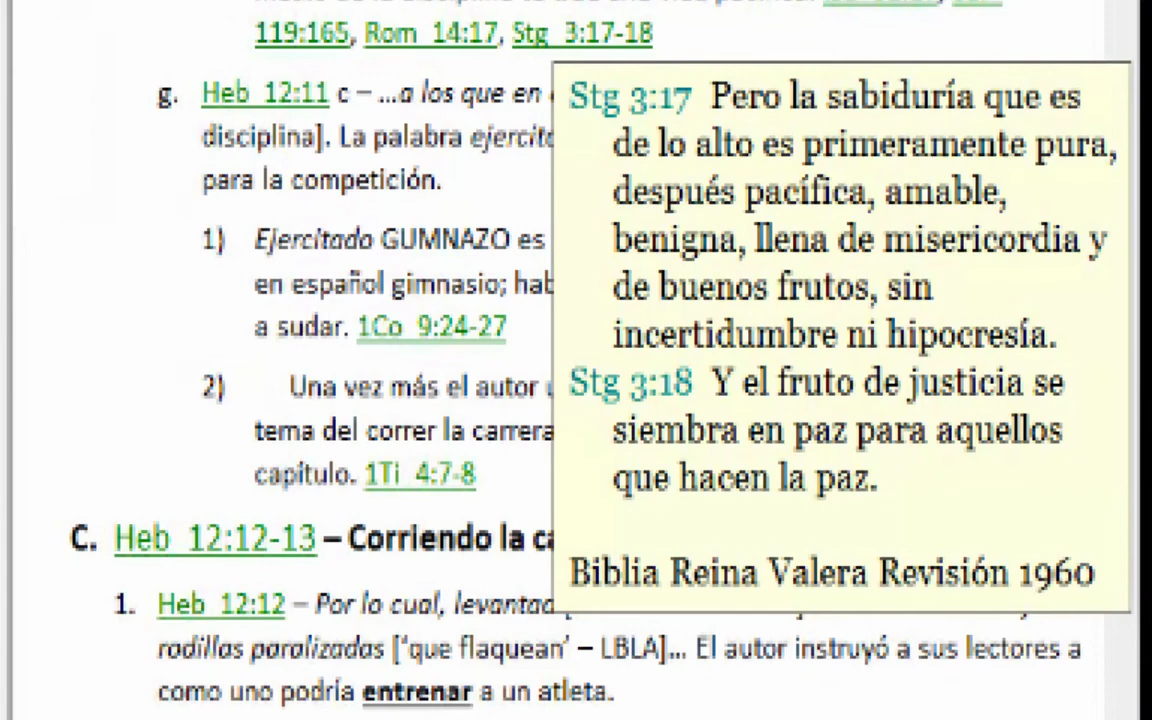 119:165, Rom 14:17, Stg 3:17-18
g. Heb 12:11 c – ...a los que en
disciplina]. La palabra ejercit
para la competición.
1) Ejercitado GUMNAZO es
en español gimnasio; hab
a sudar. 1Co 9:24-27
2) Una vez más el autor
tema del correr la carrera
capítulo. 1Ti 4:7-8
C. Heb 12:12-13 – Corriendo la ca
1. Heb 12:12 – Por lo cual, levantad
rodillas paralizadas ['que flaquean' – LBLA]... El autor instruyó a sus lectores a
como uno podría entrenar a un atleta.
Stg 3:17 Pero la sabiduría que es
de lo alto es primeramente pura,
después pacífica, amable,
benigna, llena de misericordia y
de buenos frutos, sin
incertidumbre ni hipocresía.
Stg 3:18 Y el fruto de justicia se
siembra en paz para aquellos
que hacen la paz.
Biblia Reina Valera Revisión 1960